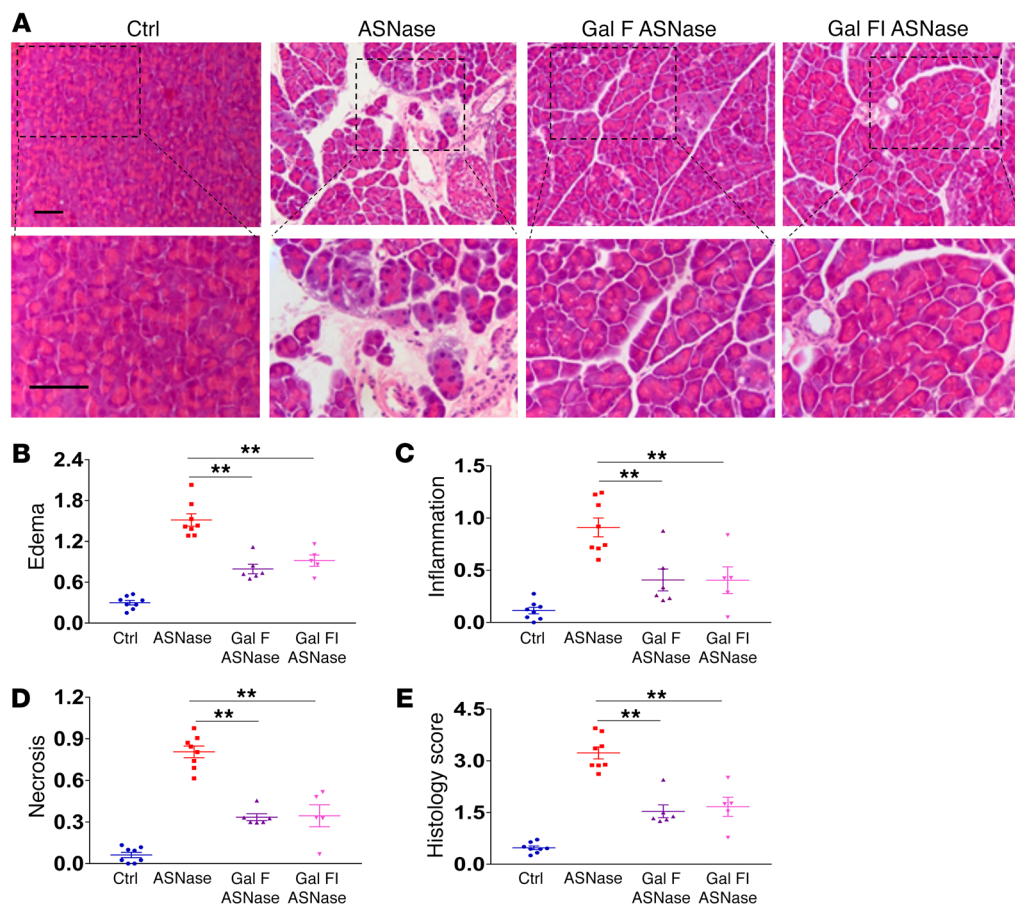 A
Ctrl
ASNase
Gal F ASNase
Gal FI ASNase
B
2.4
1.8
1.2
0.6
0.0
Edema
**
**
Ctrl
ASNase
Gal F
ASNase
Gal FI
ASNase
C
1.5
1.0
0.5
0.0
Inflammation
**
**
Ctrl
ASNase
Gal F
ASNase
Gal FI
ASNase
D
1.2
0.9
0.6
0.3
0.0
Necrosis
**
**
Ctrl
ASNase
Gal F
ASNase
Gal FI
ASNase
E
4.5
3.0
1.5
0.0
Histology score
**
**
Ctrl
ASNase
Gal F
ASNase
Gal FI
ASNase